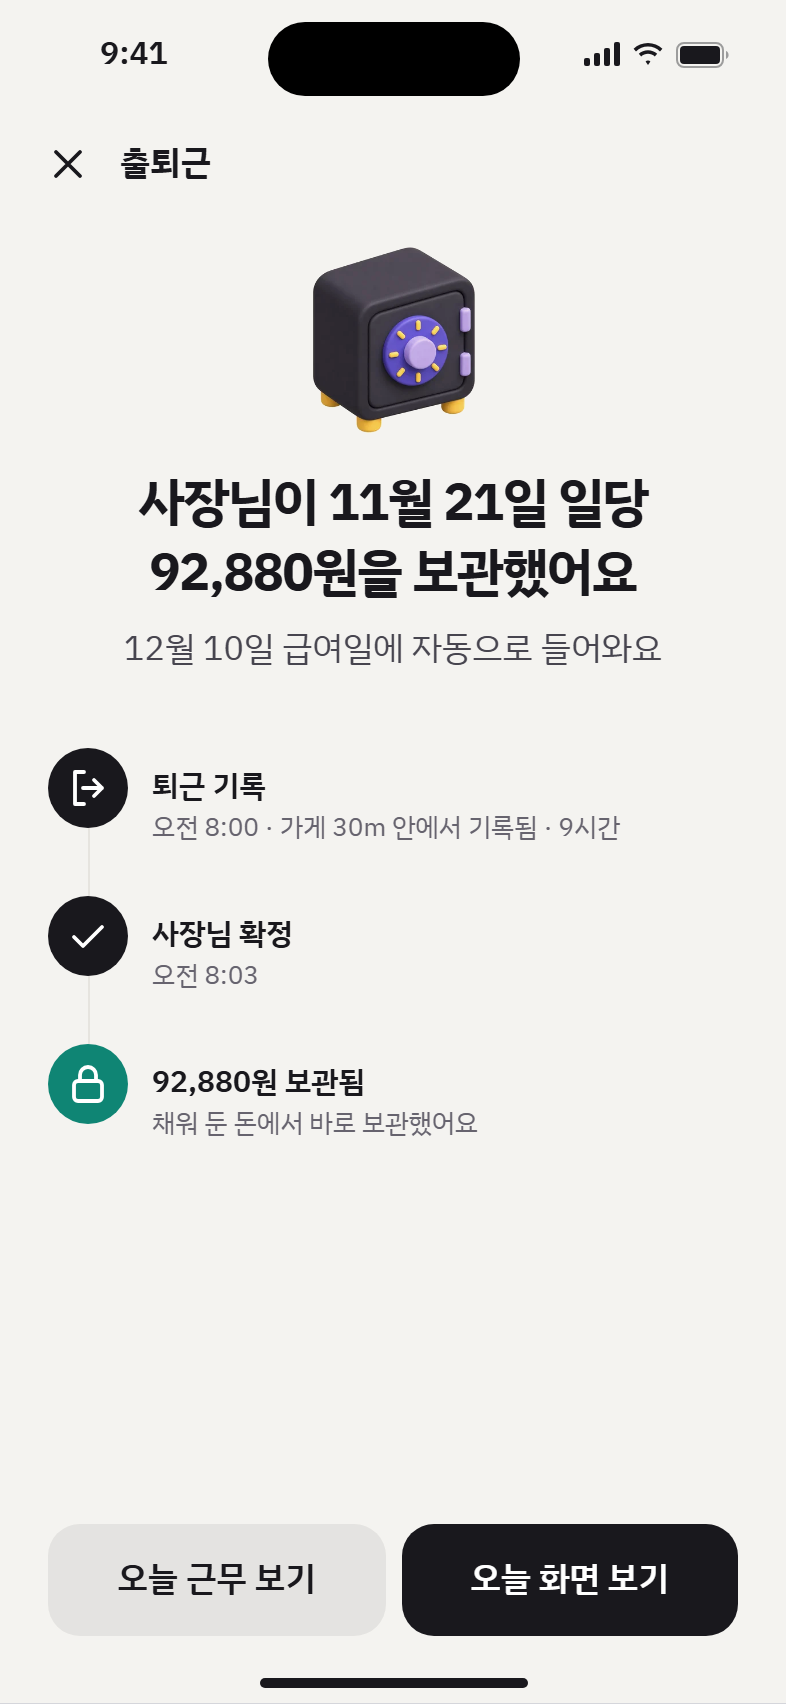 9:41
출퇴근
사장님이 11월 21일 일당
92,880원을 보관했어요
12월 10일 급여일에 자동으로 들어와요
퇴근 기록
오전 8:00 · 가게 30m 안에서 기록됨 · 9시간
사장님 확정
오전 8:03
92,880원 보관됨
채워 둔 돈에서 바로 보관했어요
오늘 근무 보기
오늘 화면 보기